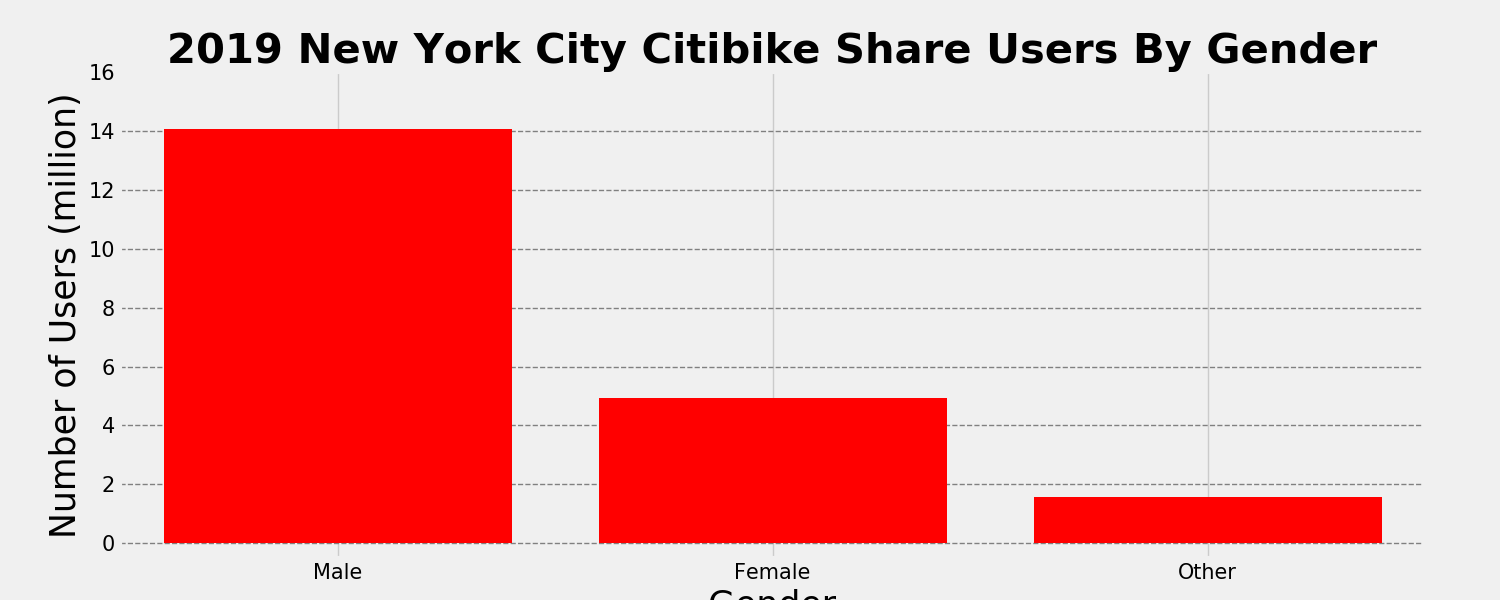 2019 New York City Citibike Share Users By Gender
Number of Users (million)
16
14
12
10
8
6
4
2
0
Male
Female
Other
Gender